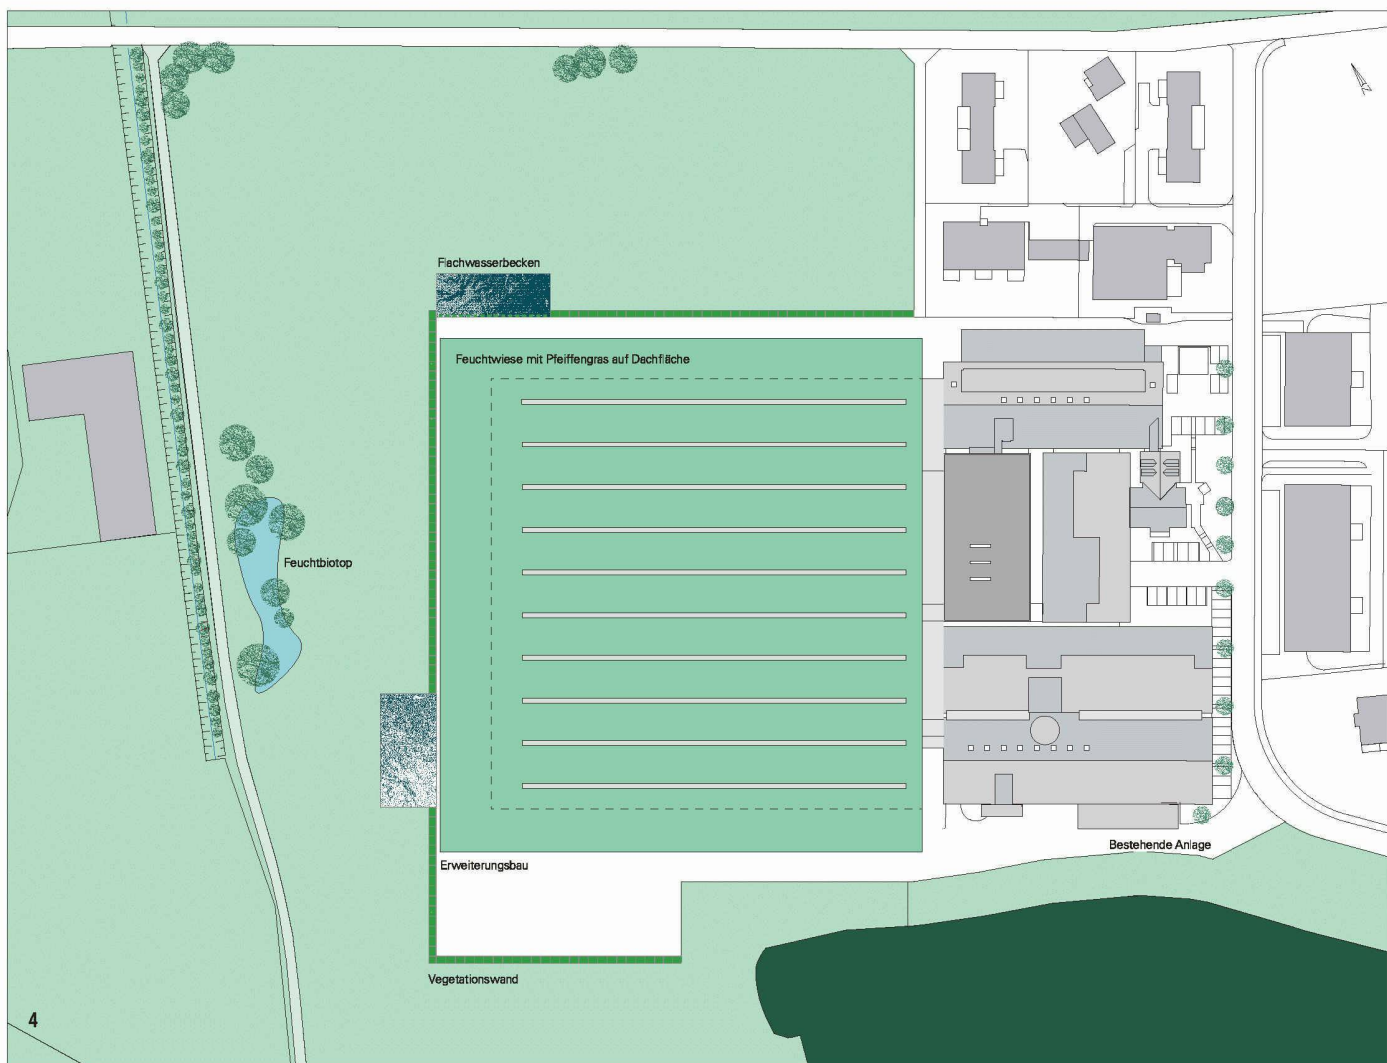 Flachwasserbecken
Feuchtwiese mit Pfeiffengras auf Dachfläche
Feuchtbiotop
Erweiterungsbau
Bestehende Anlage
Vegetationswand
4